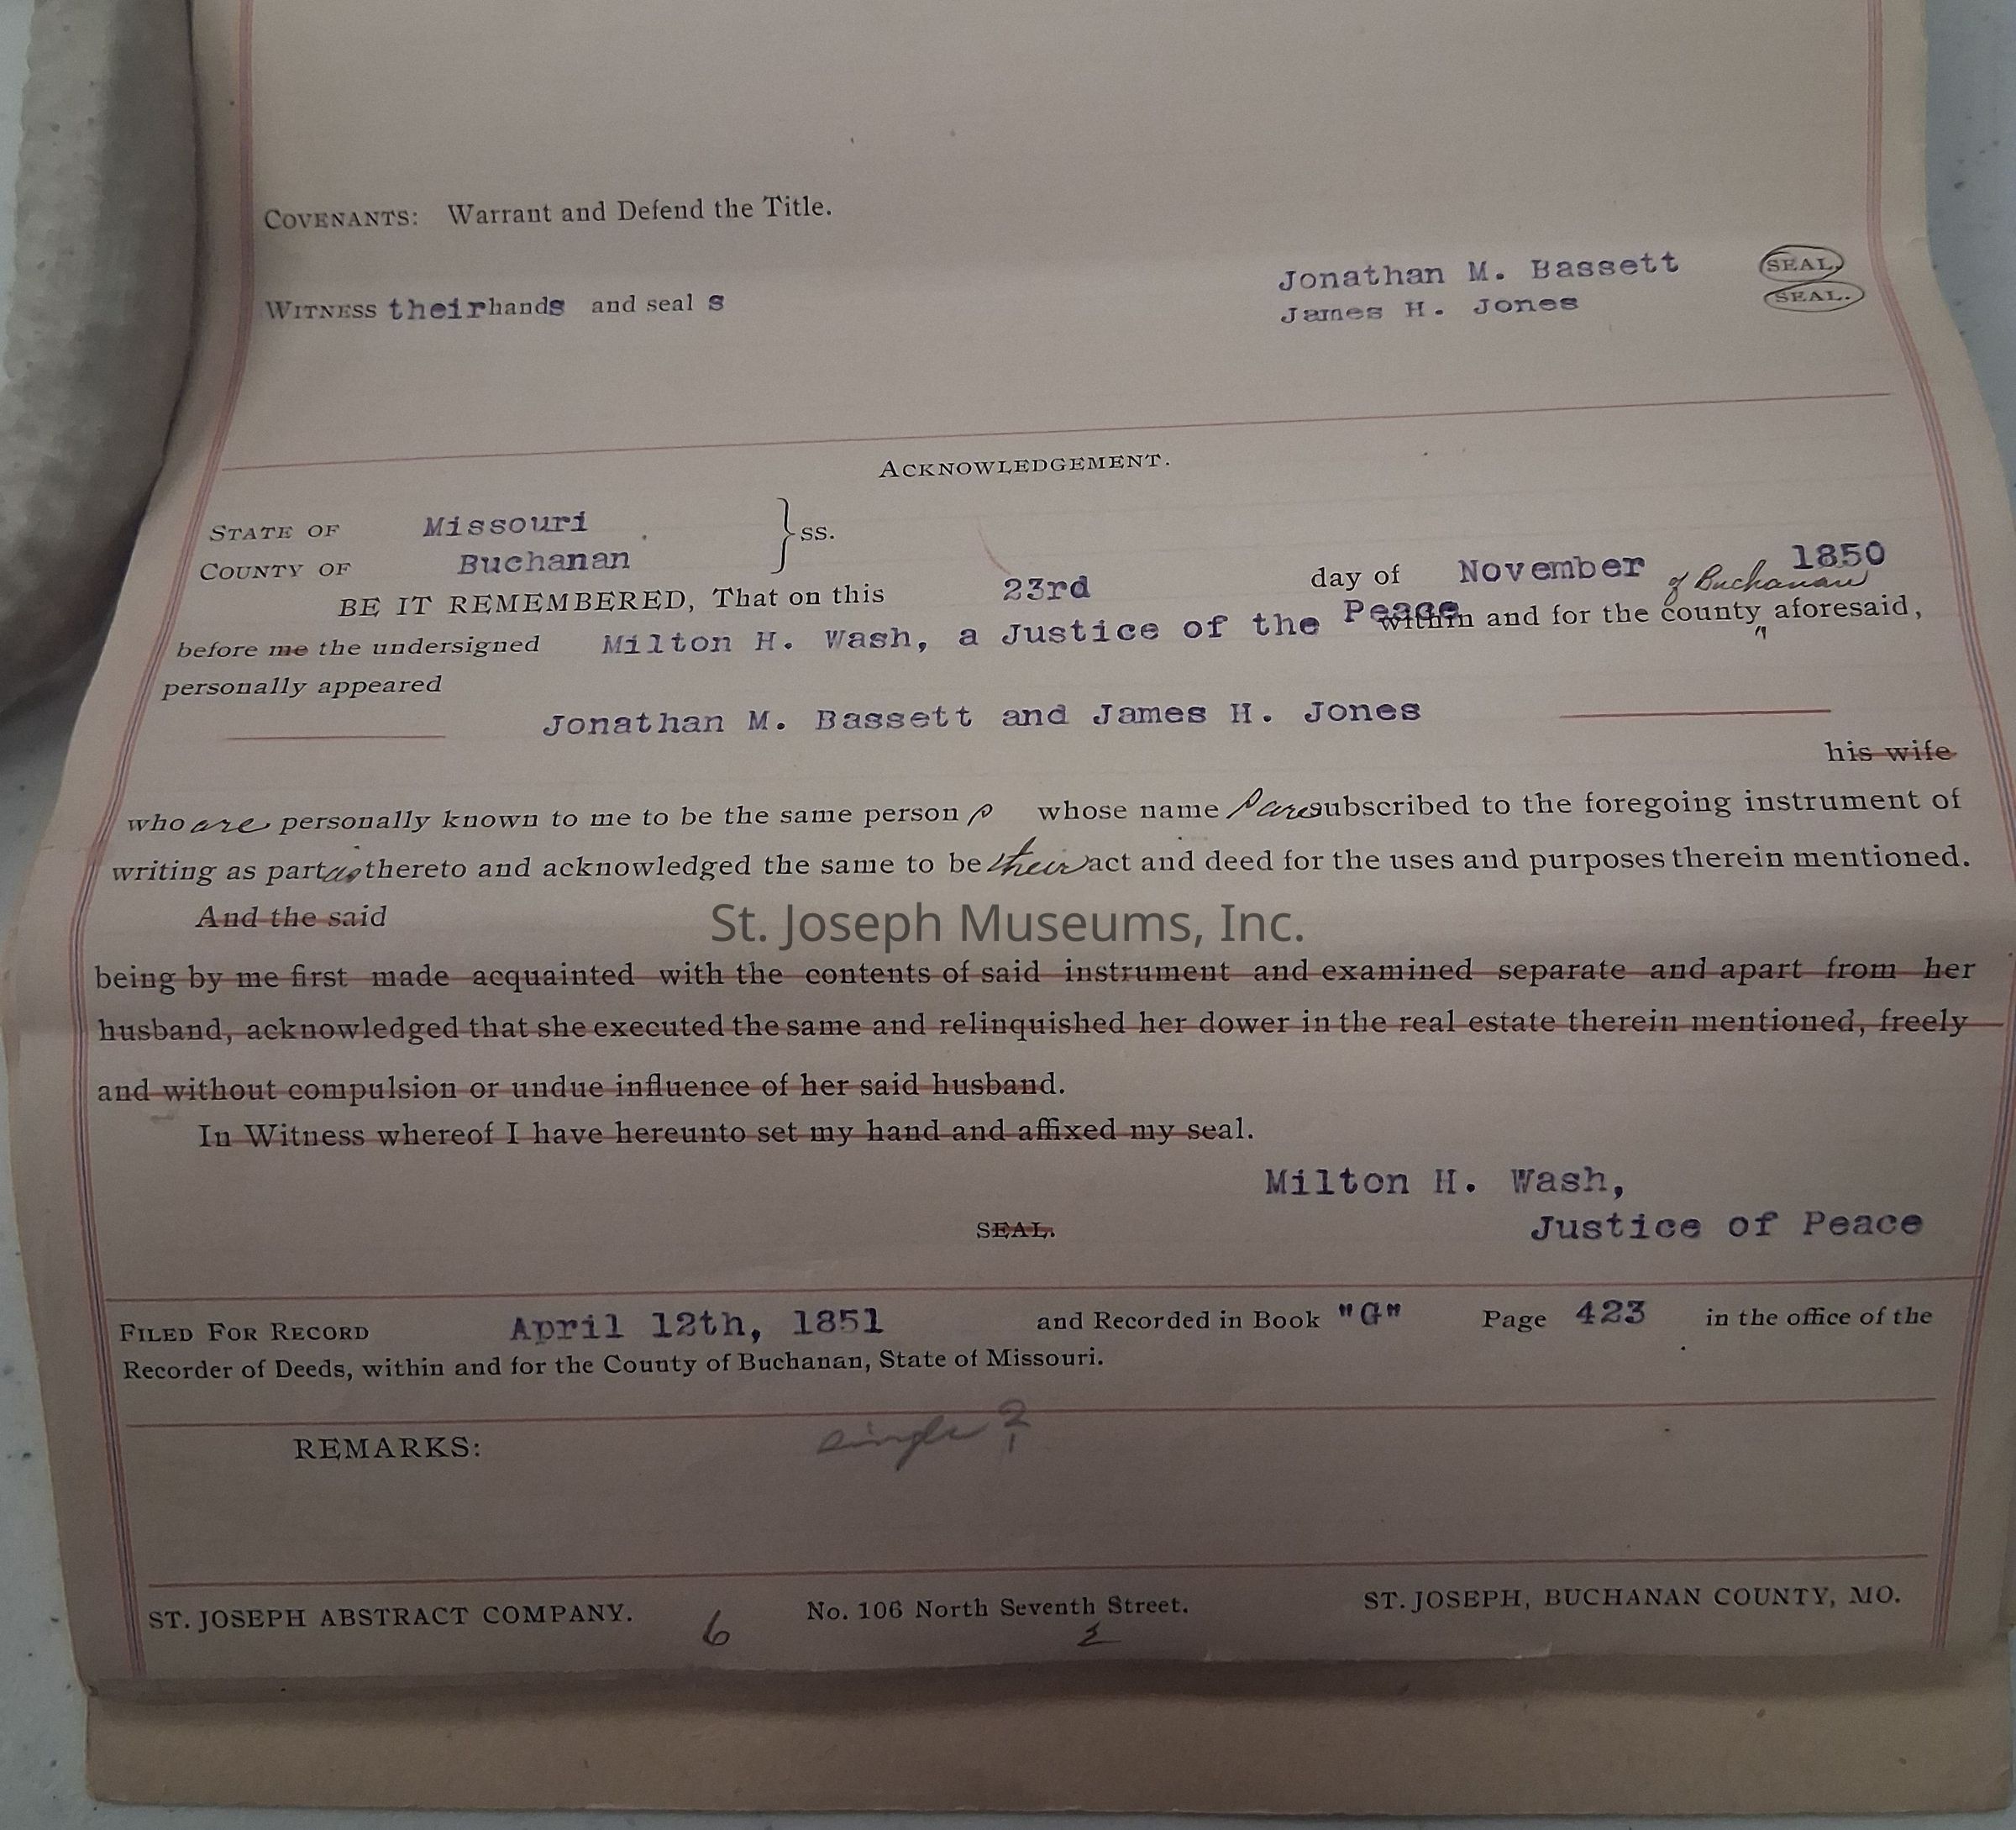 COVENANTS: Warrant and Defend the Title.
Jonathan M. Bassett SEAL.
WITNESS their hands and seal s
James H. Jones SEAL.
ACKNOWLEDGEMENT.
STATE OF Missouri } ss.
COUNTY OF Buchanan
BE IT REMEMBERED, That on this 23rd day of November 1850
of Buchanan
before me the undersigned Milton H. Wash, a Justice of the Peace within and for the county aforesaid,
personally appeared
Jonathan M. Bassett and James H. Jones
his wife
who are personally known to me to be the same person s whose name s are subscribed to the foregoing instrument of
writing as parties thereto and acknowledged the same to be their act and deed for the uses and purposes therein mentioned.
And the said
St. Joseph Museums, Inc.
being by me first made acquainted with the contents of said instrument and examined separate and apart from her
husband, acknowledged that she executed the same and relinquished her dower in the real estate therein mentioned, freely
and without compulsion or undue influence of her said husband.
In Witness whereof I have hereunto set my hand and affixed my seal.
Milton H. Wash,
SEAL. Justice of Peace
FILED FOR RECORD April 12th, 1851 and Recorded in Book "G" Page 423 in the office of the
Recorder of Deeds, within and for the County of Buchanan, State of Missouri.
REMARKS: single ?
ST. JOSEPH ABSTRACT COMPANY. No. 106 North Seventh Street. ST. JOSEPH, BUCHANAN COUNTY, MO.
6